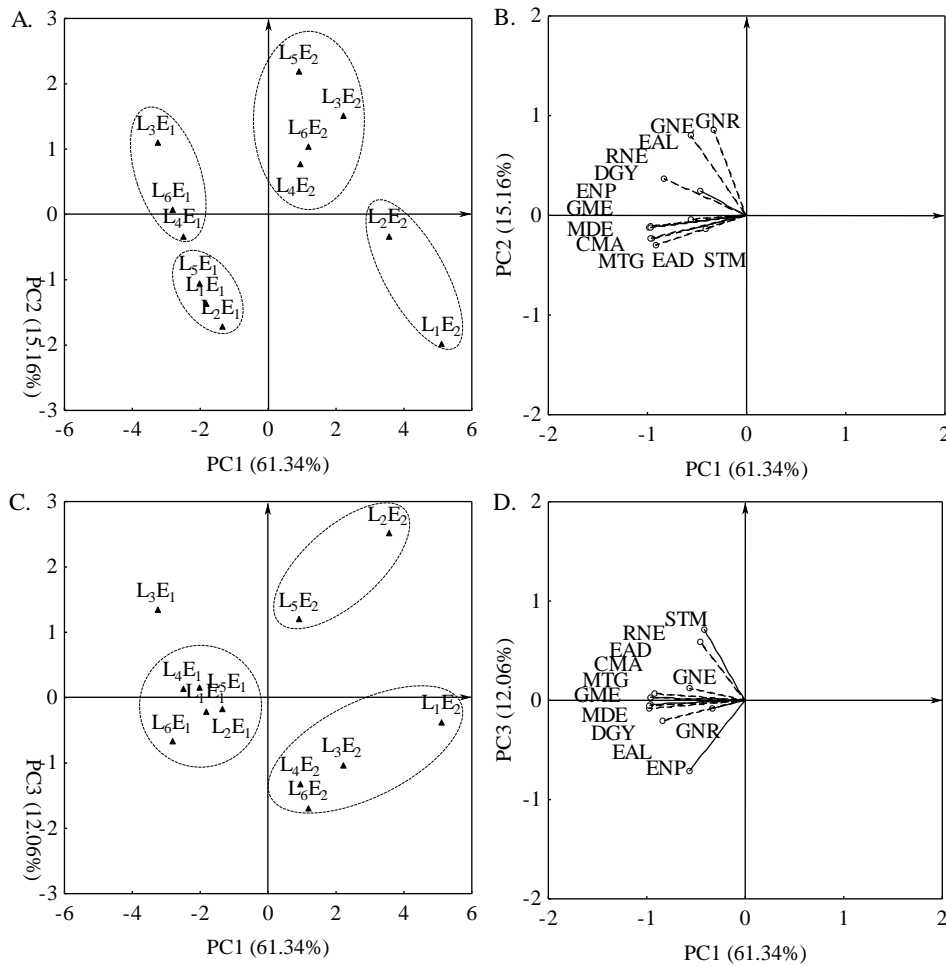 A.
3
2
1
0
-1
-2
-3
PC2 (15.16%)
L5E2
L3E2
L3E1
L6E2
L4E2
L6E1
L4E1
L2E2
L5E1
L1E1
L2E1
L1E2
-6
-4
-2
0
2
4
6
PC1 (61.34%)
B.
2
1
0
-1
-2
PC2 (15.16%)
GNE
GNR
EAL
RNE
DGY
ENP
GME
MDE
CMA
MTG
EAD
STM
-2
-1
0
1
2
PC1 (61.34%)
C.
3
2
1
0
-1
-2
-3
PC3 (12.06%)
L2E2
L3E1
L5E2
L4E1
L5E1
L1E1
L6E1
L2E1
L1E2
L3E2
L4E2
L6E2
-6
-4
-2
0
2
4
6
PC1 (61.34%)
D.
2
1
0
-1
-2
PC3 (12.06%)
STM
RNE
EAD
CMA
GNE
MTG
GME
MDE
DGY
GNR
EAL
ENP
-2
-1
0
1
2
PC1 (61.34%)